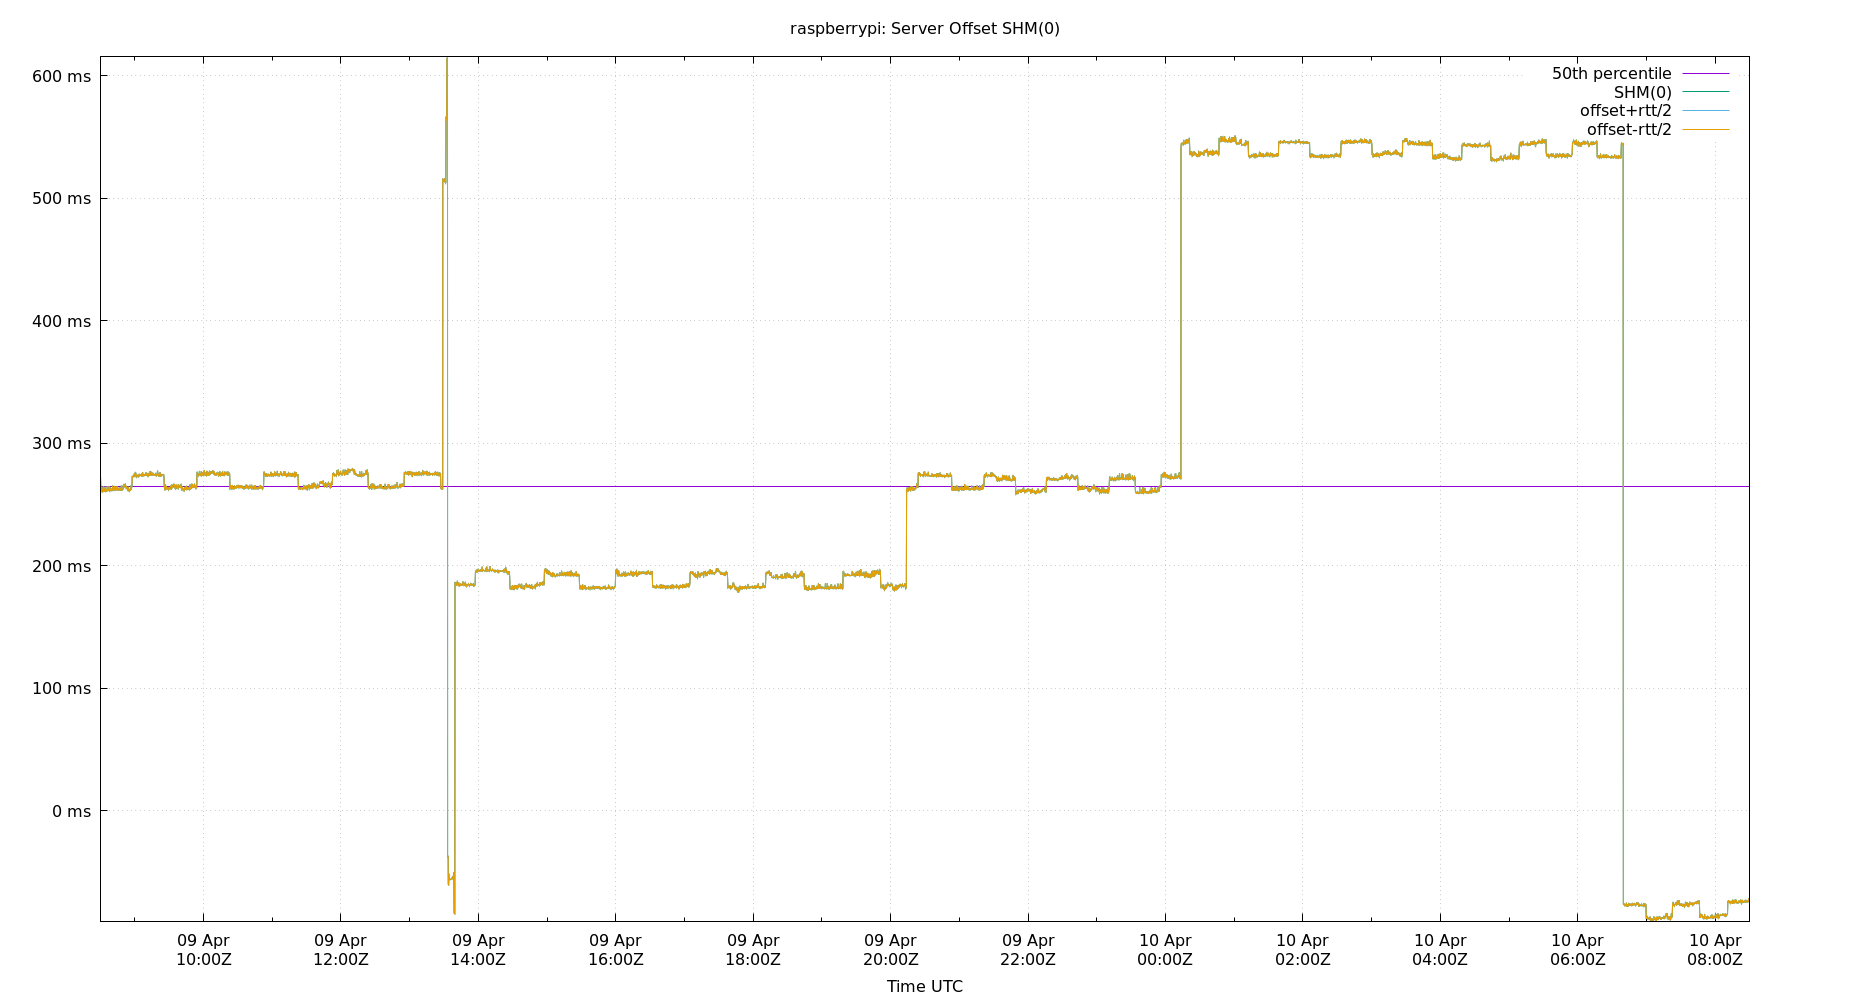 raspberrypi: Server Offset SHM(0)
600 ms
500 ms
400 ms
300 ms
200 ms
100 ms
0 ms
50th percentile
SHM(0)
offset+rtt/2
offset-rtt/2
09 Apr 09 Apr 09 Apr 09 Apr 09 Apr 09 Apr 09 Apr 10 Apr 10 Apr 10 Apr 10 Apr 10 Apr
10:00Z 12:00Z 14:00Z 16:00Z 18:00Z 20:00Z 22:00Z 00:00Z 02:00Z 04:00Z 06:00Z 08:00Z
Time UTC